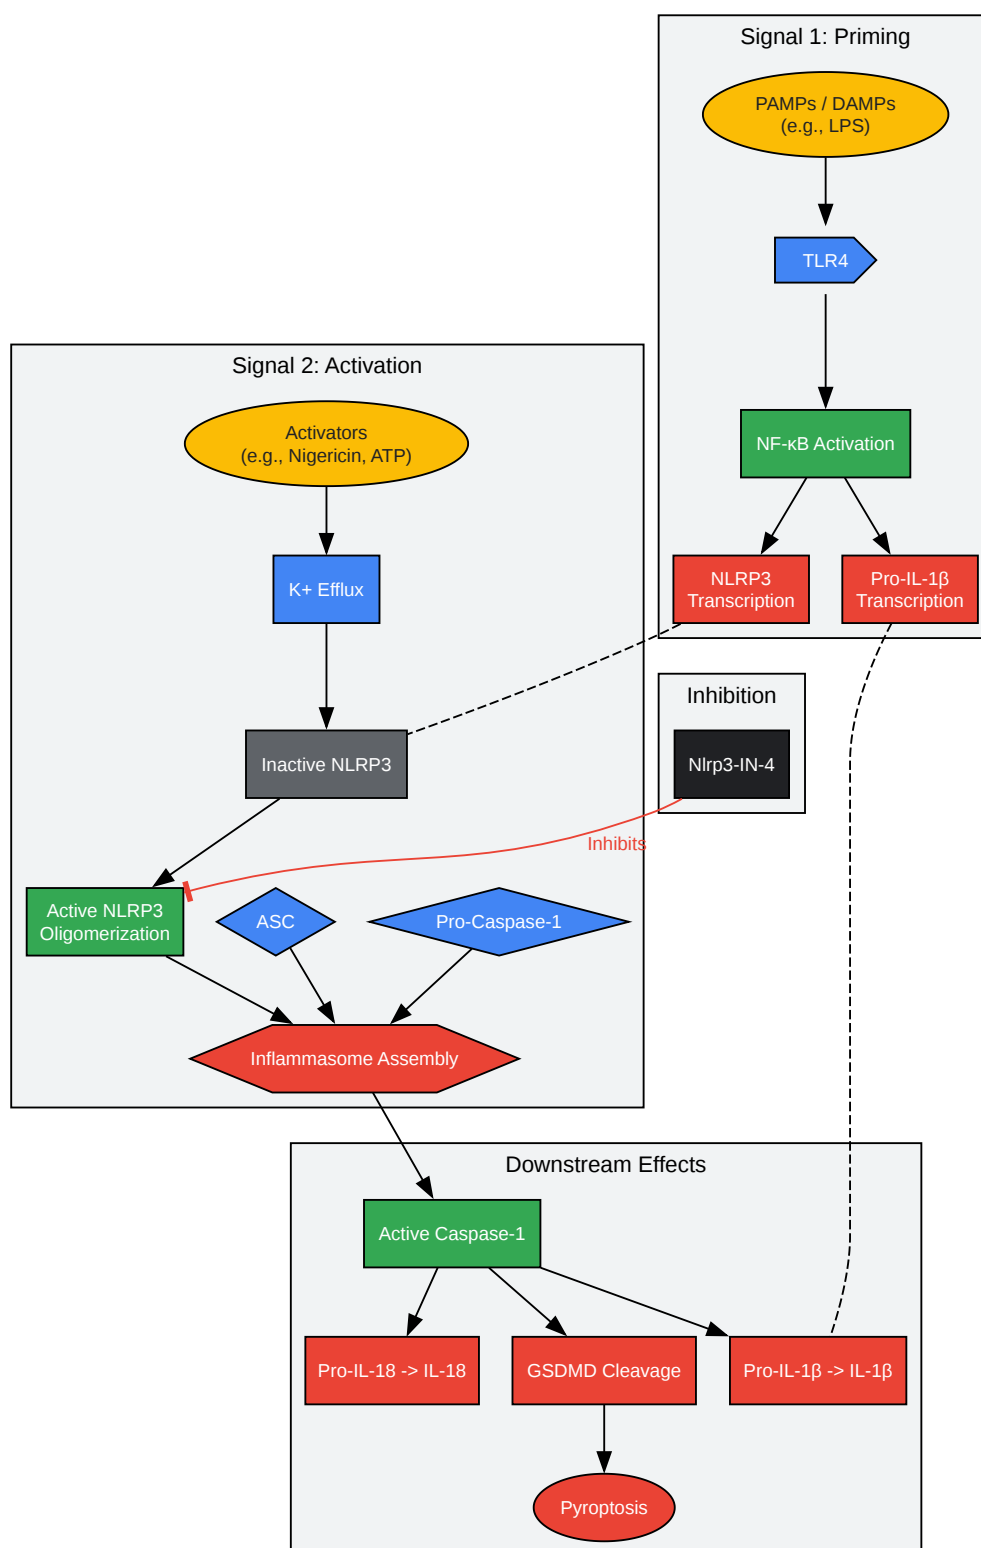 Signal 1: Priming
PAMPs / DAMPs
(e.g., LPS)
TLR4
NF-κB Activation
NLRP3
Transcription
Pro-IL-1β
Transcription
Signal 2: Activation
Activators
(e.g., Nigericin, ATP)
K+ Efflux
Inactive NLRP3
Inhibition
Nlrp3-IN-4
Inhibits
Active NLRP3
Oligomerization
ASC
Pro-Caspase-1
Inflammasome Assembly
Downstream Effects
Active Caspase-1
Pro-IL-18 -> IL-18
GSDMD Cleavage
Pro-IL-1β -> IL-1β
Pyroptosis